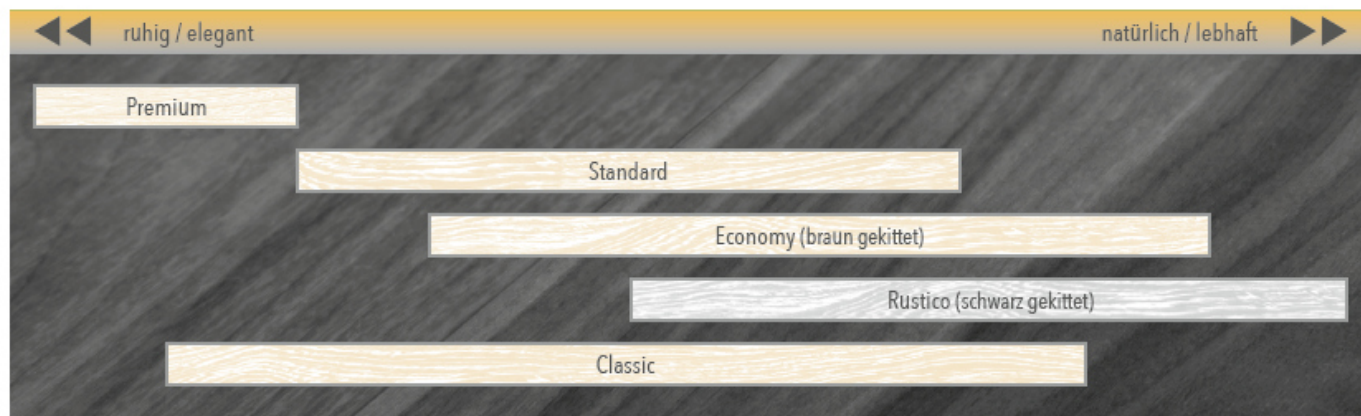 ruhig / elegant
natürlich / lebhaft
Premium
Standard
Economy (braun gekittet)
Rustico (schwarz gekittet)
Classic